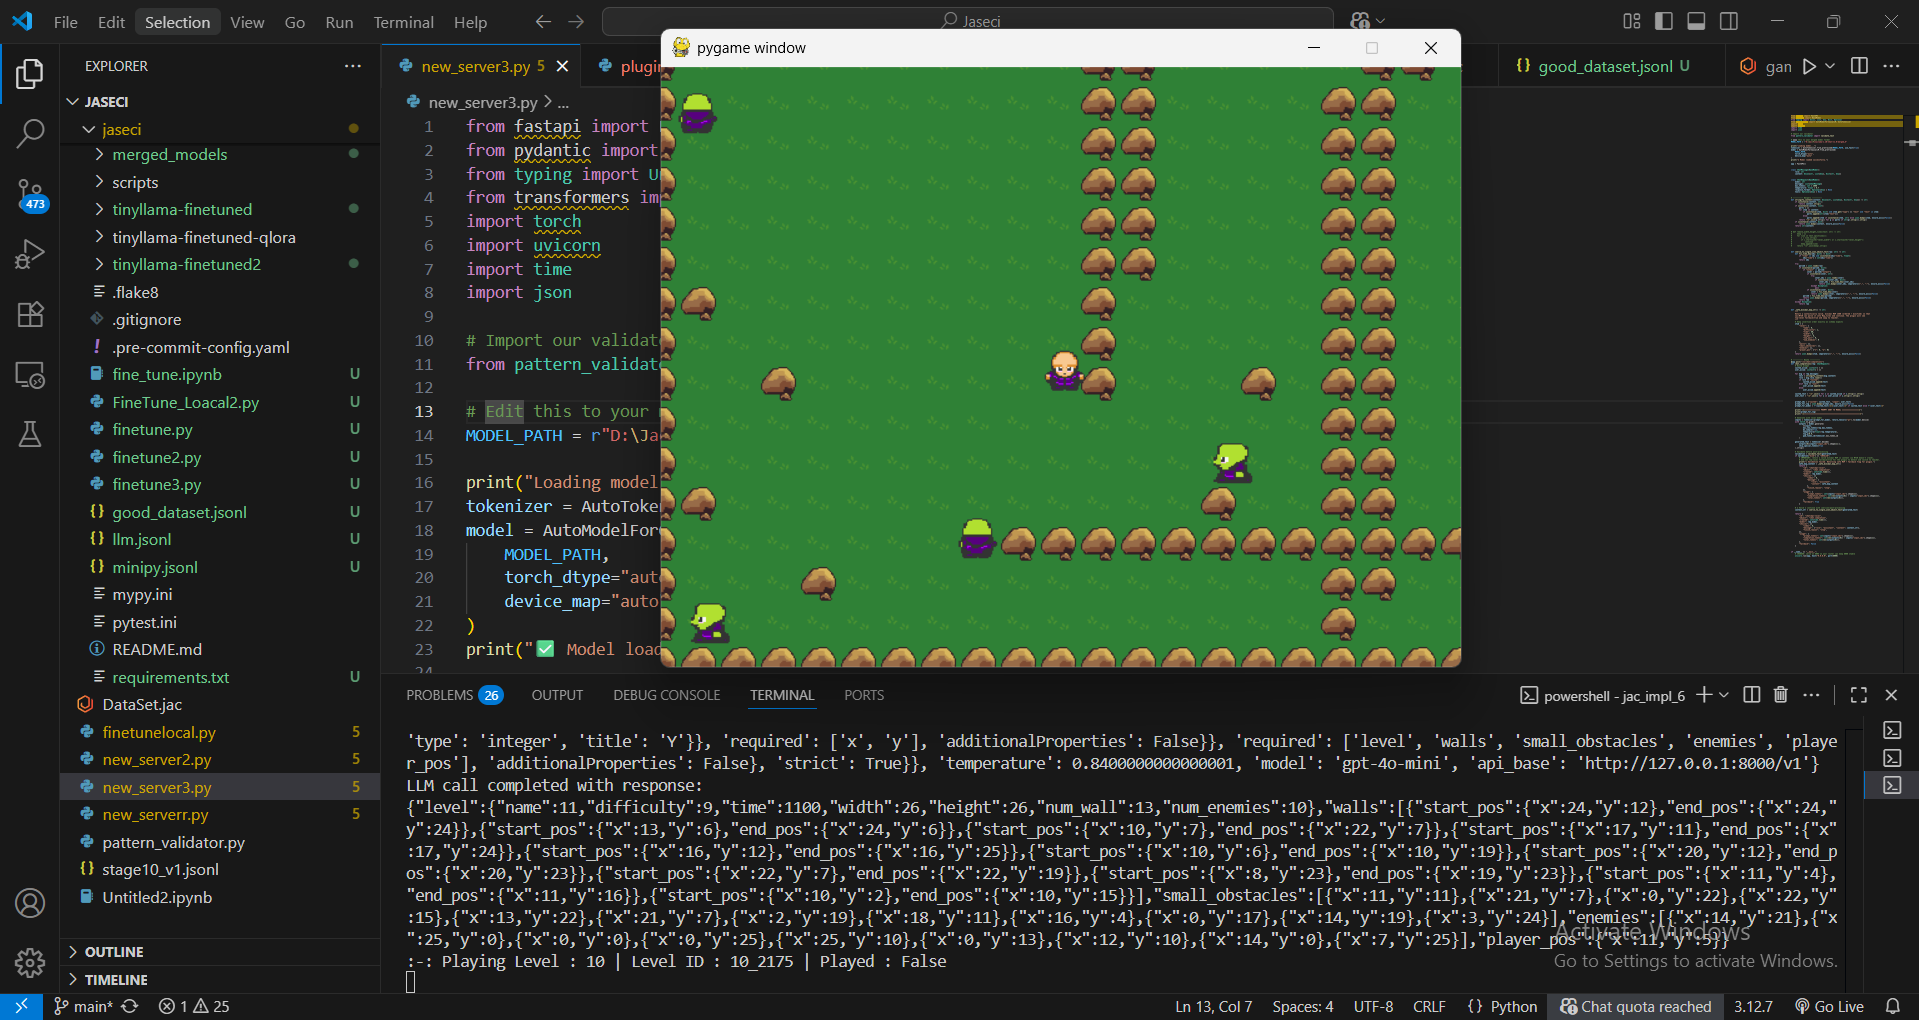 File Edit Selection View Go Run Terminal Help
Jaseci
EXPLORER
JASECI
jaseci
merged_models
scripts
tinyllama-finetuned
tinyllama-finetuned-qlora
tinyllama-finetuned2
.flake8
.gitignore
.pre-commit-config.yaml
fine_tune.ipynb U
FineTune_Loacal2.py U
finetune.py U
finetune2.py U
finetune3.py U
good_dataset.jsonl U
llm.jsonl U
minipy.jsonl U
mypy.ini
pytest.ini
README.md
requirements.txt U
DataSet.jac
finetunelocal.py 5
new_server2.py 5
new_server3.py 5
new_serverr.py 5
pattern_validator.py
stage10_v1.jsonl
Untitled2.ipynb
OUTLINE
TIMELINE
473
new_server3.py 5
plugi
good_dataset.jsonl U
gan
new_server3.py > ...
1 from fastapi import
2 from pydantic import
3 from typing import U
4 from transformers im
5 import torch
6 import uvicorn
7 import time
8 import json
9
10 # Import our validat
11 from pattern_validat
12
13 # Edit this to your
14 MODEL_PATH = r"D:\Ja
15
16 print("Loading model
17 tokenizer = AutoToke
18 model = AutoModelFor
19 MODEL_PATH,
20 torch_dtype="aut
21 device_map="auto
22 )
23 print("✅ Model loa
24
pygame window
PROBLEMS 26 OUTPUT DEBUG CONSOLE TERMINAL PORTS
powershell - jac_impl_6
'type': 'integer', 'title': 'Y'}}, 'required': ['x', 'y'], 'additionalProperties': False}}, 'required': ['level', 'walls', 'small_obstacles', 'enemies', 'playe
r_pos'], 'additionalProperties': False}, 'strict': True}}, 'temperature': 0.8400000000000001, 'model': 'gpt-4o-mini', 'api_base': 'http://127.0.0.1:8000/v1'}
LLM call completed with response:
{"level":{"name":11,"difficulty":9,"time":1100,"width":26,"height":26,"num_wall":13,"num_enemies":10},"walls":[{"start_pos":{"x":24,"y":12},"end_pos":{"x":24,"
y":24}},{"start_pos":{"x":13,"y":6},"end_pos":{"x":24,"y":6}},{"start_pos":{"x":10,"y":7},"end_pos":{"x":22,"y":7}},{"start_pos":{"x":17,"y":11},"end_pos":{"x"
:17,"y":24}},{"start_pos":{"x":16,"y":12},"end_pos":{"x":16,"y":25}},{"start_pos":{"x":10,"y":6},"end_pos":{"x":10,"y":19}},{"start_pos":{"x":20,"y":12},"end_p
os":{"x":20,"y":23}},{"start_pos":{"x":22,"y":7},"end_pos":{"x":22,"y":19}},{"start_pos":{"x":8,"y":23},"end_pos":{"x":19,"y":23}},{"start_pos":{"x":11,"y":4},
"end_pos":{"x":11,"y":16}},{"start_pos":{"x":10,"y":2},"end_pos":{"x":10,"y":15}}],"small_obstacles":[{"x":11,"y":11},{"x":21,"y":7},{"x":0,"y":22},{"x":22,"y"
:15},{"x":13,"y":22},{"x":21,"y":7},{"x":2,"y":19},{"x":18,"y":11},{"x":16,"y":4},{"x":0,"y":17},{"x":14,"y":19},{"x":3,"y":24}],"enemies":[{"x":14,"y":21},{"x
":25,"y":0},{"x":0,"y":0},{"x":0,"y":25},{"x":25,"y":10},{"x":0,"y":13},{"x":12,"y":10},{"x":14,"y":0},{"x":7,"y":25}],"player_pos":{"x":11,"y":5}}
:-: Playing Level : 10 | Level ID : 10_2175 | Played : False
Activate Windows
Go to Settings to activate Windows.
main* 1 25 Ln 13, Col 7 Spaces: 4 UTF-8 CRLF {} Python Chat quota reached 3.12.7 Go Live